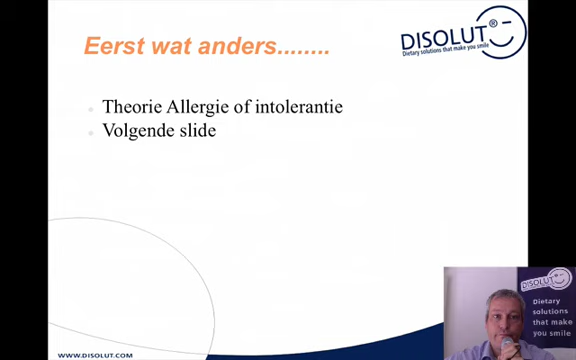 Eerst wat anders........
DISOLUT®
Dietary solutions that make you smile
Theorie Allergie of intolerantie
Volgende slide
DISOLUT
Dietary
solutions
that make
you smile
WWW.DISOLUT.COM